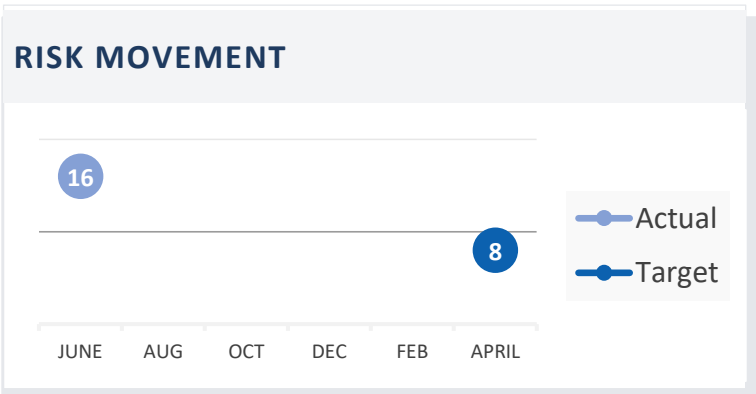 RISK MOVEMENT
16
8
Actual
Target
JUNE AUG OCT DEC FEB APRIL